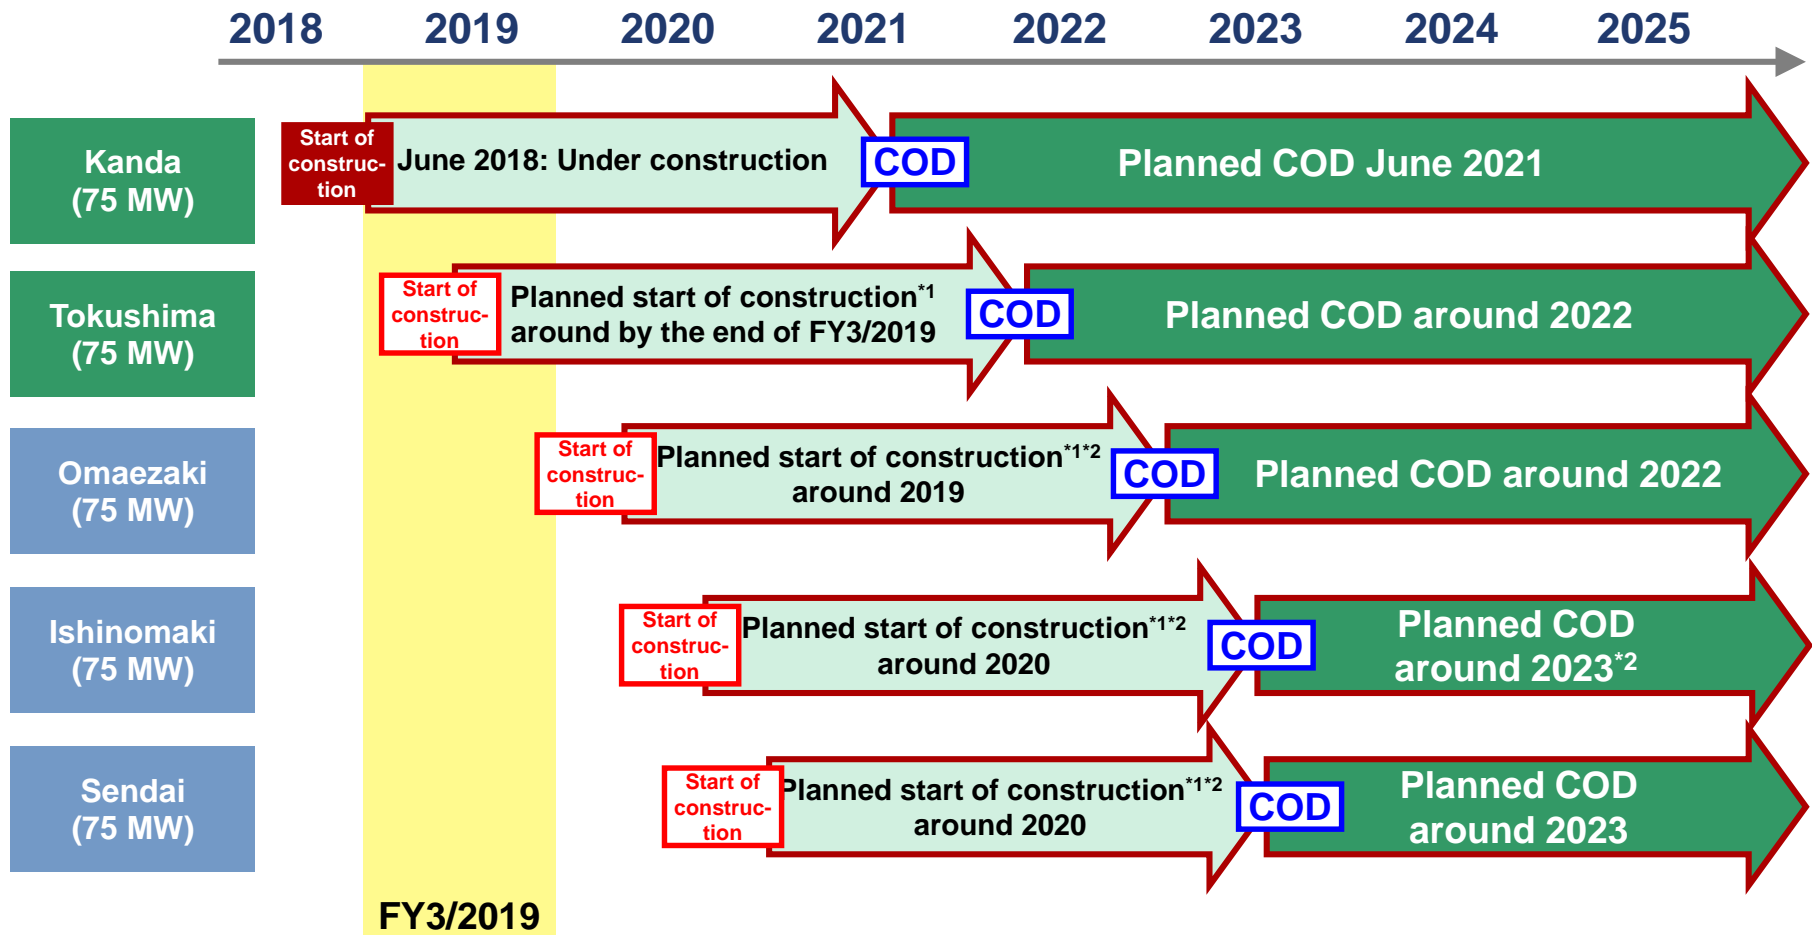 2018 2019 2020 2021 2022 2023 2024 2025
Kanda
(75 MW)
Start of
construc-
tion
June 2018: Under construction
COD
Planned COD June 2021
Tokushima
(75 MW)
Start of
construc-
tion
Planned start of construction*1
around by the end of FY3/2019
COD
Planned COD around 2022
Omaezaki
(75 MW)
Start of
construc-
tion
Planned start of construction*1*2
around 2019
COD
Planned COD around 2022
Ishinomaki
(75 MW)
Start of
construc-
tion
Planned start of construction*1*2
around 2020
COD
Planned COD
around 2023*2
Sendai
(75 MW)
Start of
construc-
tion
Planned start of construction*1*2
around 2020
COD
Planned COD
around 2023
FY3/2019